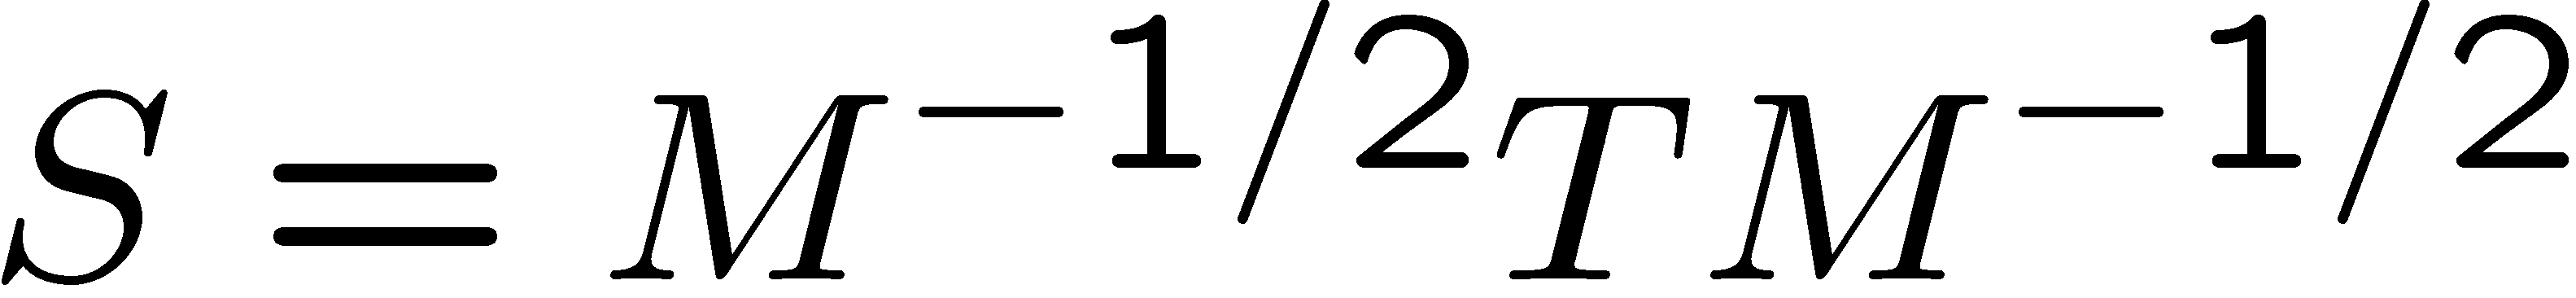 S = M^{-1/2}TM^{-1/2}